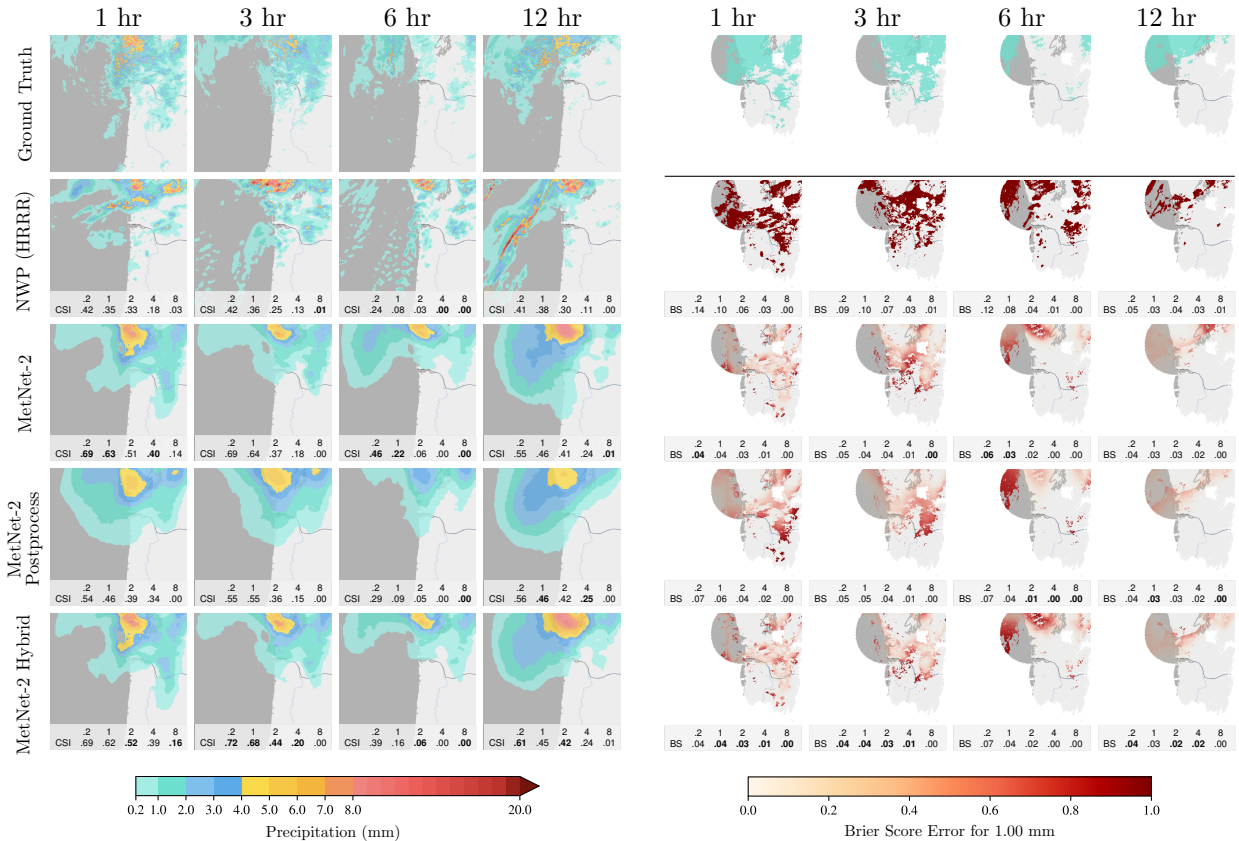 1 hr 3 hr 6 hr 12 hr 1 hr 3 hr 6 hr 12 hr
Ground Truth
NWP (HRRR)
.2 1 2 4 8 .2 1 2 4 8 .2 1 2 4 8 .2 1 2 4 8 .2 1 2 4 8 .2 1 2 4 8 .2 1 2 4 8 .2 1 2 4 8
CSI .42 .35 .33 .18 .03 CSI .42 .36 .25 .13 .01 CSI .24 .08 .03 .00 .00 CSI .41 .38 .30 .11 .00 BS .14 .10 .06 .03 .01 BS .09 .10 .07 .03 .01 BS .12 .08 .04 .01 .00 BS .05 .03 .04 .03 .01
MetNet-2
.2 1 2 4 8 .2 1 2 4 8 .2 1 2 4 8 .2 1 2 4 8 .2 1 2 4 8 .2 1 2 4 8 .2 1 2 4 8 .2 1 2 4 8
CSI .69 .63 .51 .40 .14 CSI .69 .64 .37 .18 .00 CSI .46 .22 .06 .00 .00 CSI .55 .46 .41 .24 .01 BS .04 .04 .03 .01 .00 BS .05 .04 .04 .01 .00 BS .06 .03 .02 .00 .00 BS .04 .03 .03 .02 .00
MetNet-2
Postprocess
.2 1 2 4 8 .2 1 2 4 8 .2 1 2 4 8 .2 1 2 4 8 .2 1 2 4 8 .2 1 2 4 8 .2 1 2 4 8 .2 1 2 4 8
CSI .54 .46 .39 .34 .00 CSI .55 .55 .36 .15 .00 CSI .29 .09 .05 .00 .00 CSI .56 .46 .42 .25 .00 BS .07 .06 .04 .02 .00 BS .05 .05 .04 .01 .00 BS .07 .04 .01 .00 .00 BS .04 .03 .03 .02 .00
MetNet-2 Hybrid
.2 1 2 4 8 .2 1 2 4 8 .2 1 2 4 8 .2 1 2 4 8 .2 1 2 4 8 .2 1 2 4 8 .2 1 2 4 8 .2 1 2 4 8
CSI .69 .62 .52 .39 .16 CSI .72 .68 .44 .20 .00 CSI .39 .16 .06 .00 .00 CSI .61 .45 .42 .24 .01 BS .04 .04 .03 .01 .00 BS .04 .04 .03 .01 .00 BS .07 .04 .02 .00 .00 BS .04 .03 .02 .02 .00
0.2 1.0 2.0 3.0 4.0 5.0 6.0 7.0 8.0 20.0
Precipitation (mm)
0.0 0.2 0.4 0.6 0.8 1.0
Brier Score Error for 1.00 mm